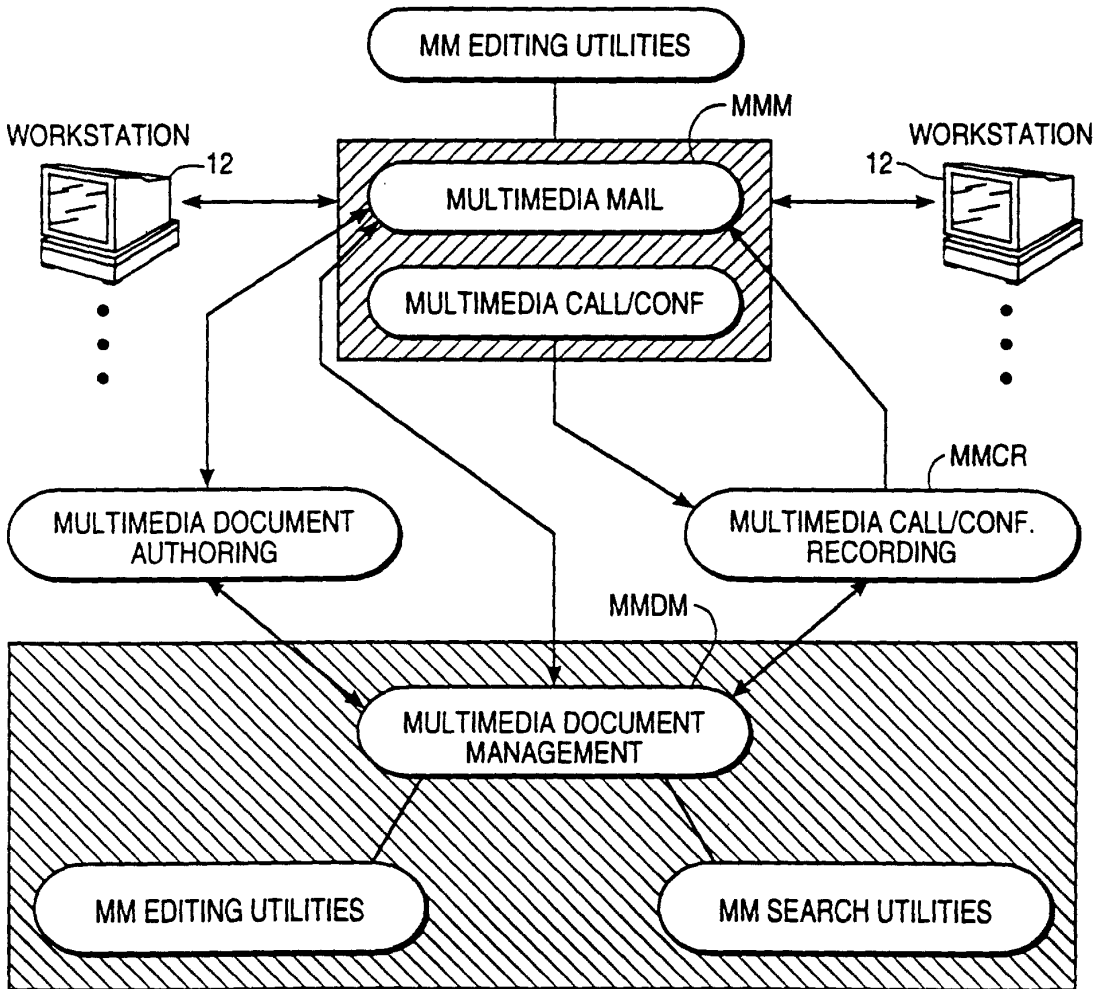 MM EDITING UTILITIES
MMM
WORKSTATION
WORKSTATION
12
12
MULTIMEDIA MAIL
MULTIMEDIA CALL/CONF
MMCR
MULTIMEDIA DOCUMENT
AUTHORING
MULTIMEDIA CALL/CONF.
RECORDING
MMDM
MULTIMEDIA DOCUMENT
MANAGEMENT
MM EDITING UTILITIES
MM SEARCH UTILITIES